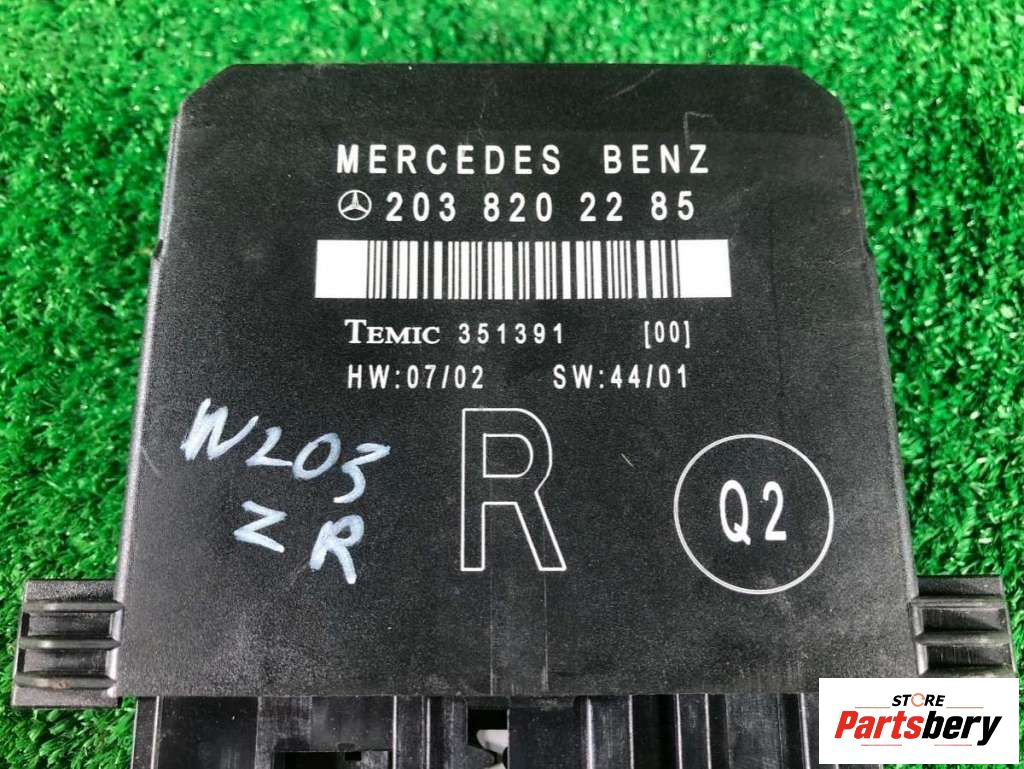 MERCEDES BENZ
203 820 22 85
TEMIC 351391 [00]
HW:07/02 SW:44/01
R
Q2
W203
Z R
STORE
Partsbery